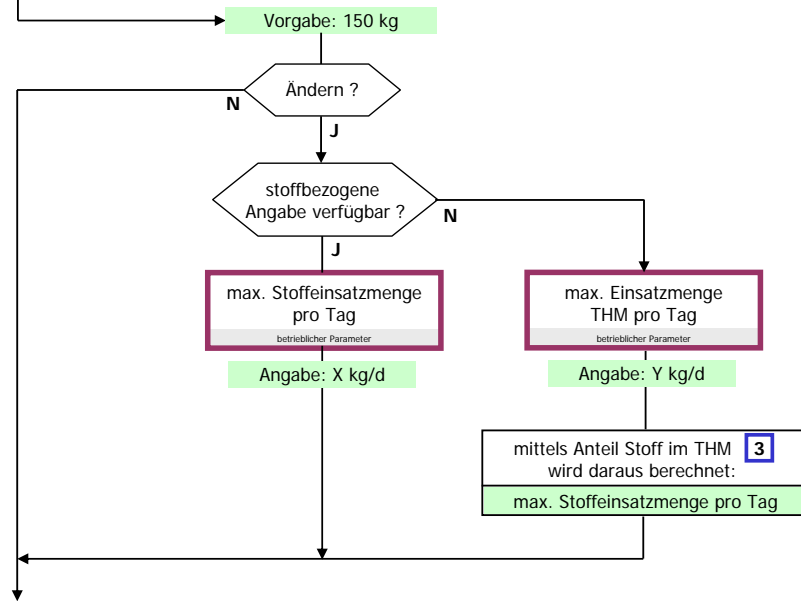 Vorgabe: 150 kg
Ändern ?
N
J
stoffbezogene
Angabe verfügbar ?
N
J
max. Stoffeinsatzmenge
pro Tag
betrieblicher Parameter
max. Einsatzmenge
THM pro Tag
betrieblicher Parameter
Angabe: X kg/d
Angabe: Y kg/d
mittels Anteil Stoff im THM 3
wird daraus berechnet:
max. Stoffeinsatzmenge pro Tag